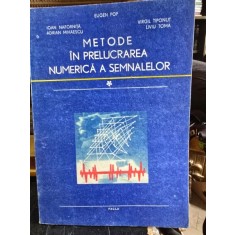 EUGEN POP
IOAN NAFORNIȚĂ
VIRGIL TIPONUȚ
ADRIAN MIHĂESCU
LIVIU TOMA
METODE
ÎN PRELUCRAREA
NUMERICĂ A SEMNALELOR
FACLA